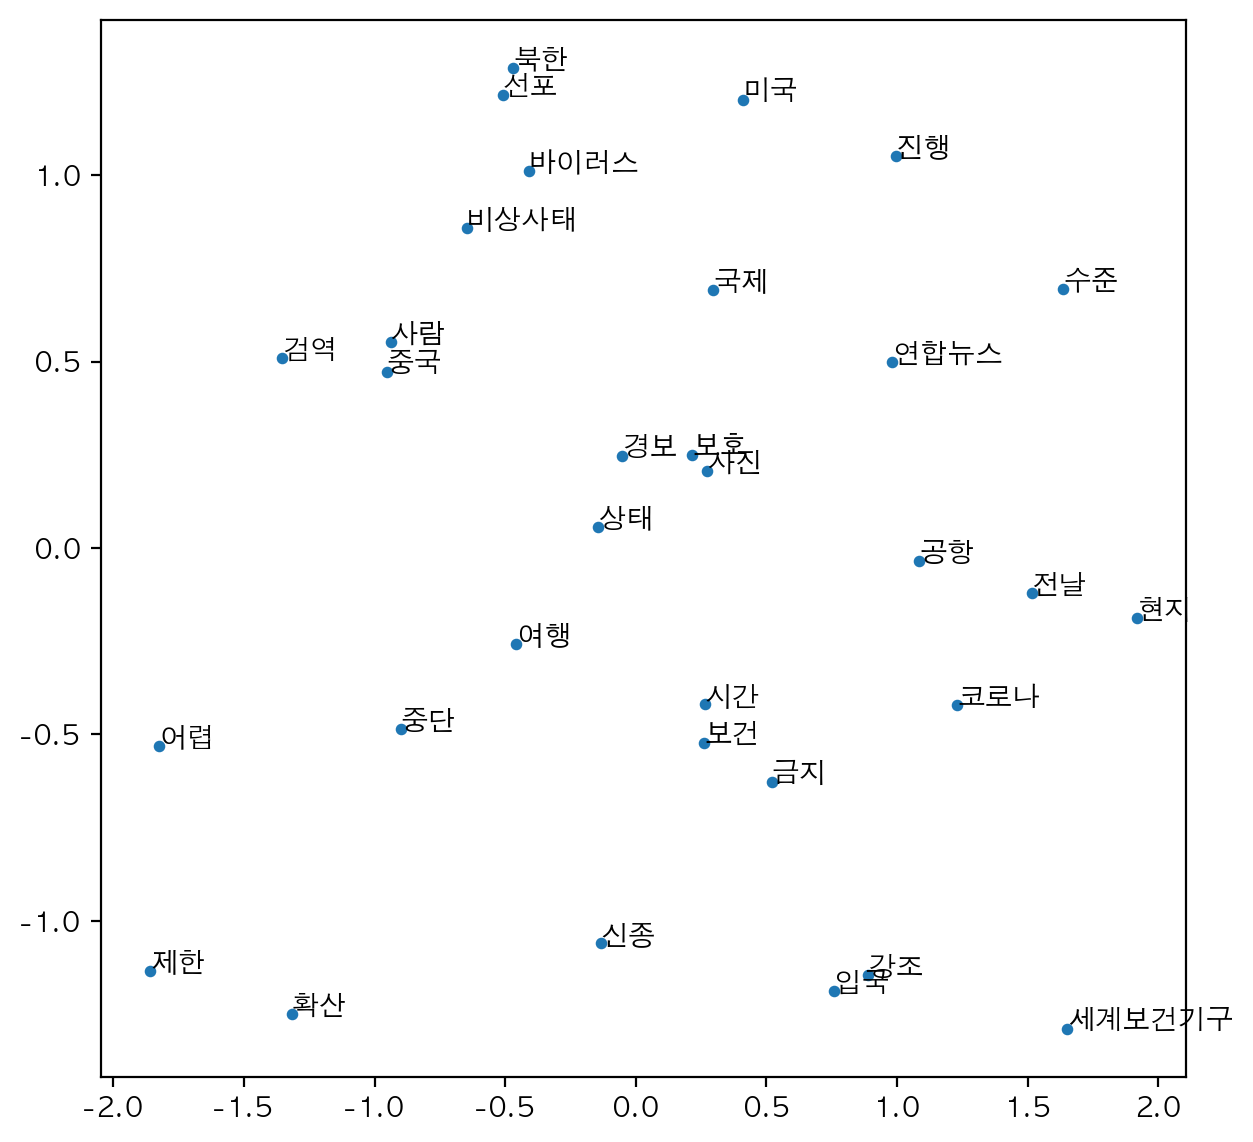 북한
선포
미국
진행
바이러스
1.0
비상사태
국제
수준
사람
검역
연합뉴스
0.5
중국
경보
보호
사진
상태
0.0
공항
전날
현지
여행
시간
코로나
중단
보건
-0.5
어렵
금지
-1.0
신종
제한
강조
입국
확산
세계보건기구
-2.0 -1.5 -1.0 -0.5 0.0 0.5 1.0 1.5 2.0